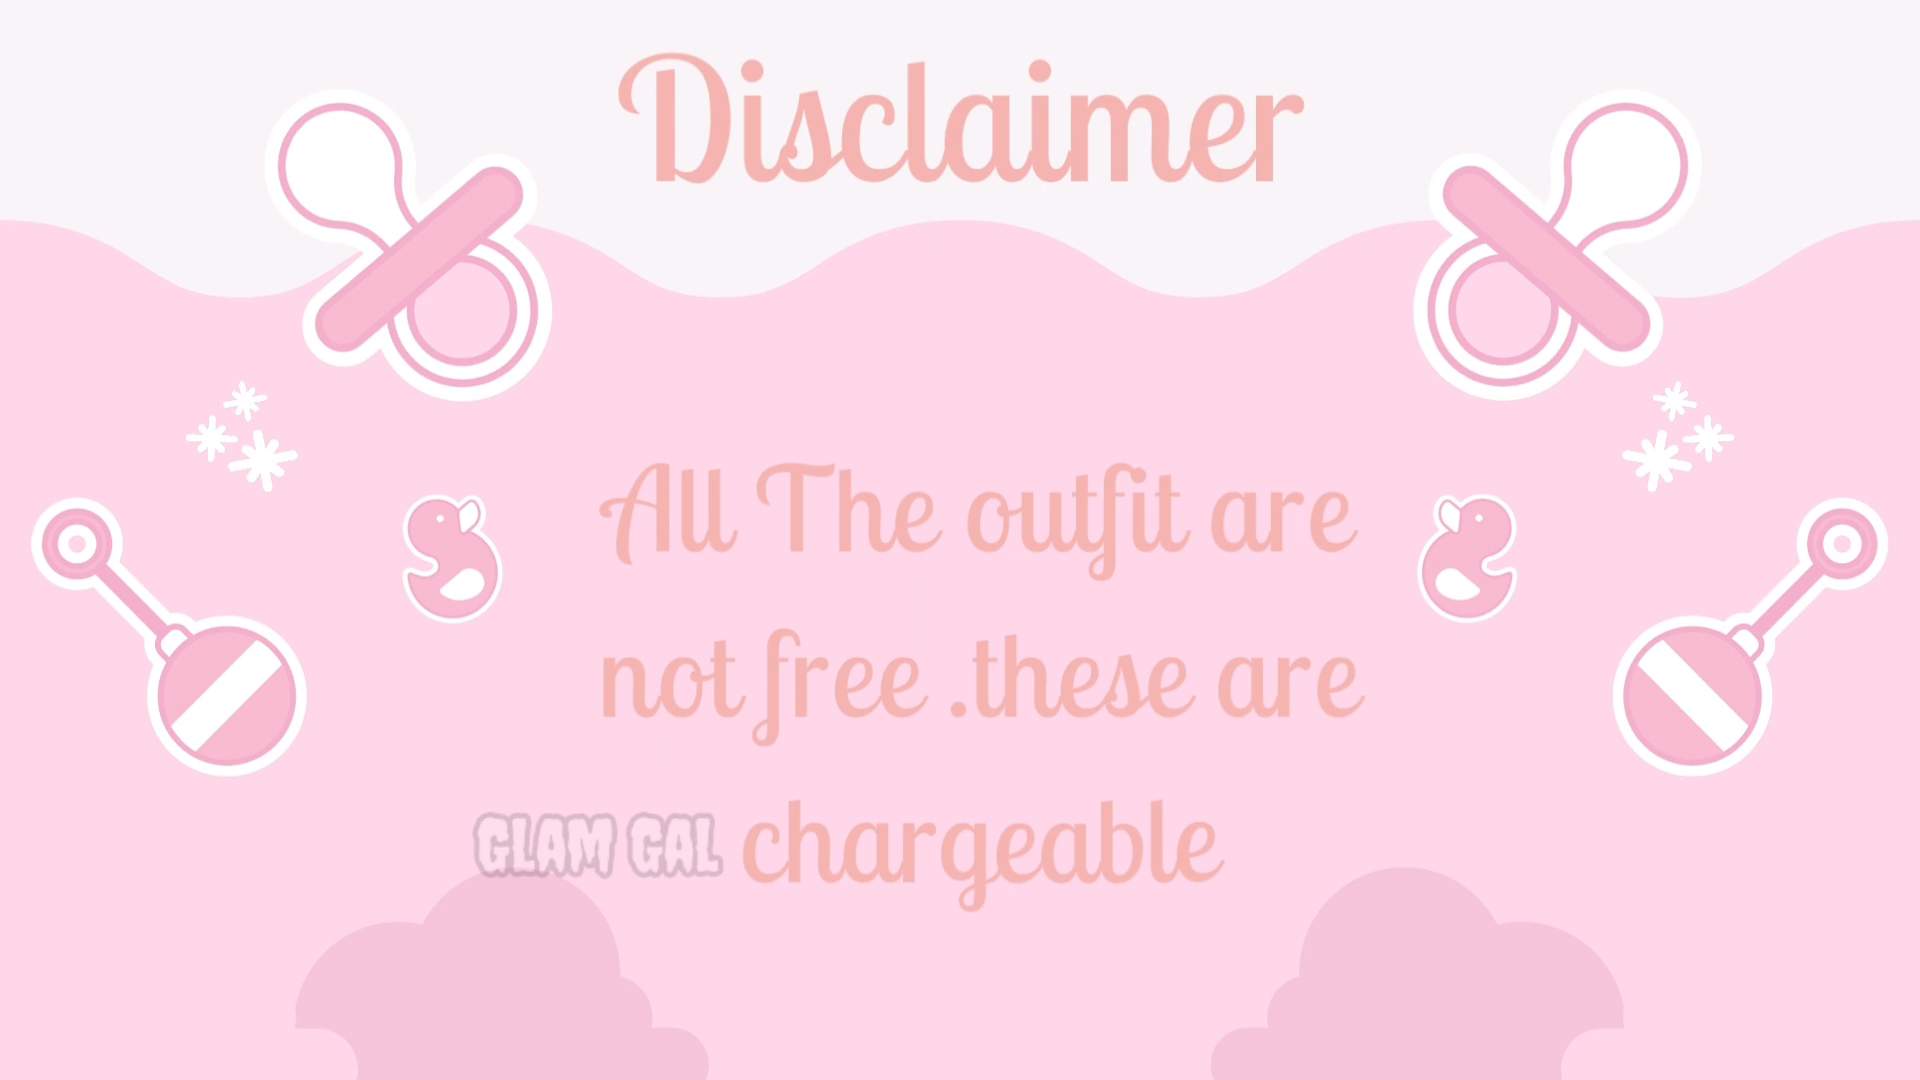 Disclaimer
All The outfit are
not free .these are
GLAM GAL chargeable